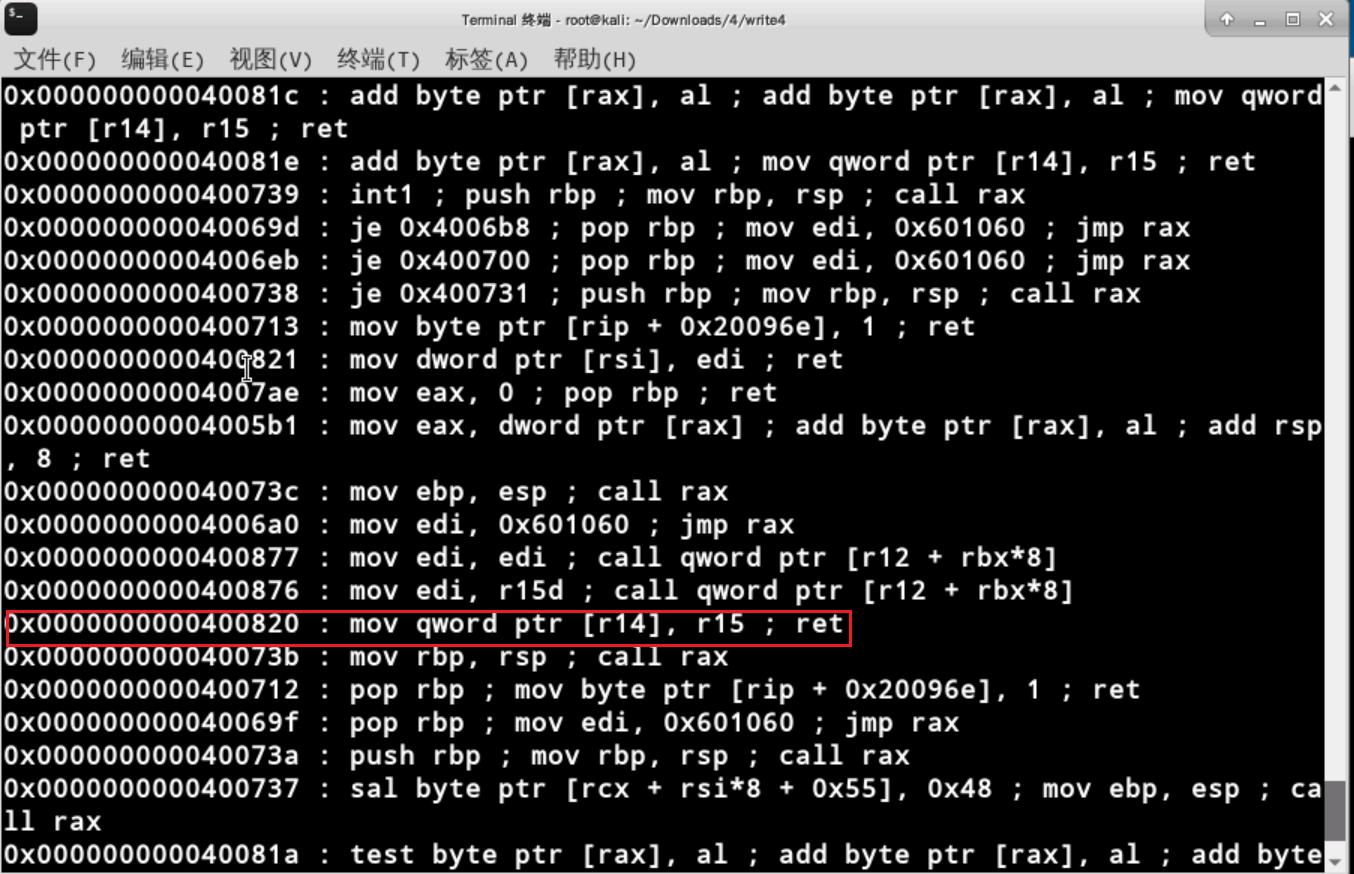 Terminal 终端 - root@kali: ~/Downloads/4/write4
文件(F) 编辑(E) 视图(V) 终端(T) 标签(A) 帮助(H)
0x000000000040081c : add byte ptr [rax], al ; add byte ptr [rax], al ; mov qword
 ptr [r14], r15 ; ret
0x000000000040081e : add byte ptr [rax], al ; mov qword ptr [r14], r15 ; ret
0x0000000000400739 : int1 ; push rbp ; mov rbp, rsp ; call rax
0x000000000040069d : je 0x4006b8 ; pop rbp ; mov edi, 0x601060 ; jmp rax
0x00000000004006eb : je 0x400700 ; pop rbp ; mov edi, 0x601060 ; jmp rax
0x0000000000400738 : je 0x400731 ; push rbp ; mov rbp, rsp ; call rax
0x0000000000400713 : mov byte ptr [rip + 0x20096e], 1 ; ret
0x0000000000400821 : mov dword ptr [rsi], edi ; ret
0x00000000004007ae : mov eax, 0 ; pop rbp ; ret
0x00000000004005b1 : mov eax, dword ptr [rax] ; add byte ptr [rax], al ; add rsp
, 8 ; ret
0x000000000040073c : mov ebp, esp ; call rax
0x00000000004006a0 : mov edi, 0x601060 ; jmp rax
0x0000000000400877 : mov edi, edi ; call qword ptr [r12 + rbx*8]
0x0000000000400876 : mov edi, r15d ; call qword ptr [r12 + rbx*8]
0x0000000000400820 : mov qword ptr [r14], r15 ; ret
0x000000000040073b : mov rbp, rsp ; call rax
0x0000000000400712 : pop rbp ; mov byte ptr [rip + 0x20096e], 1 ; ret
0x000000000040069f : pop rbp ; mov edi, 0x601060 ; jmp rax
0x000000000040073a : push rbp ; mov rbp, rsp ; call rax
0x0000000000400737 : sal byte ptr [rcx + rsi*8 + 0x55], 0x48 ; mov ebp, esp ; ca
ll rax
0x000000000040081a : test byte ptr [rax], al ; add byte ptr [rax], al ; add byte